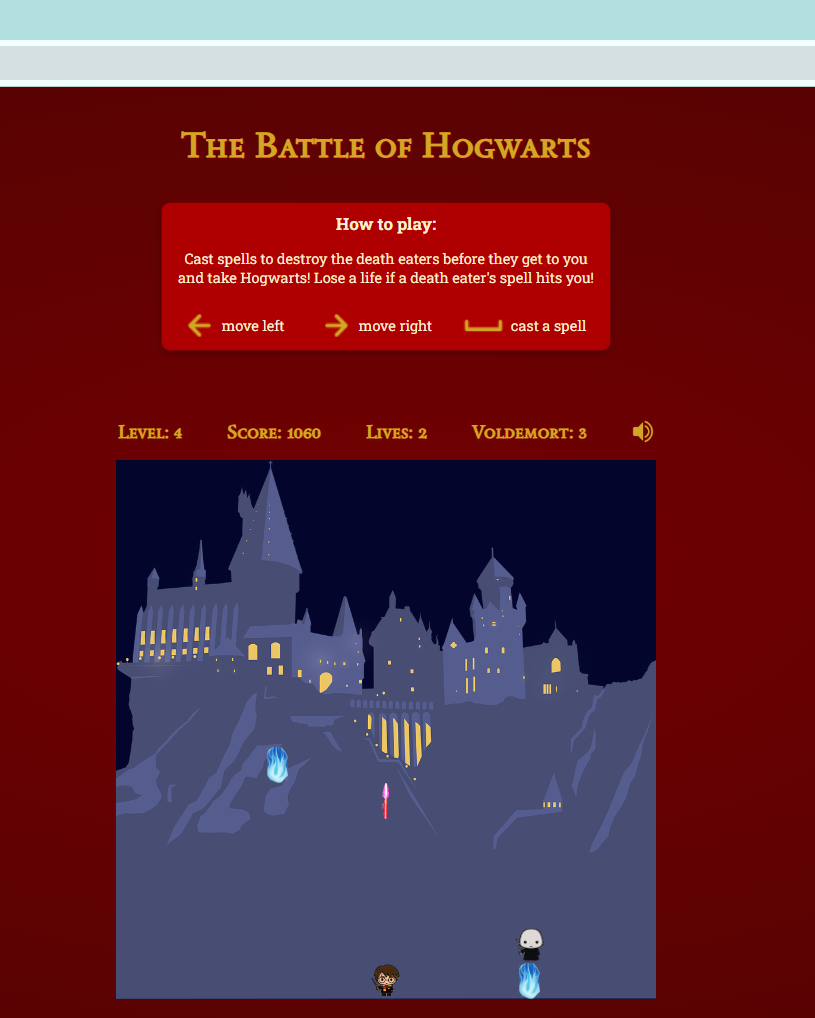 The Battle of Hogwarts
How to play:
Cast spells to destroy the death eaters before they get to you
and take Hogwarts! Lose a life if a death eater's spell hits you!
move left move right cast a spell
Level: 4 Score: 1060 Lives: 2 Voldemort: 3